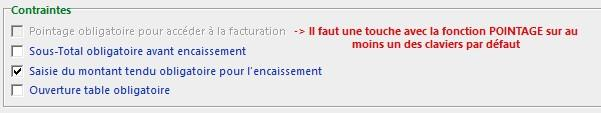 Contraintes
Pointage obligatoire pour accéder à la facturation -> Il faut une touche avec la fonction POINTAGE sur au
moins un des claviers par défaut
Sous-Total obligatoire avant encaissement
Saisie du montant tendu obligatoire pour l'encaissement
Ouverture table obligatoire